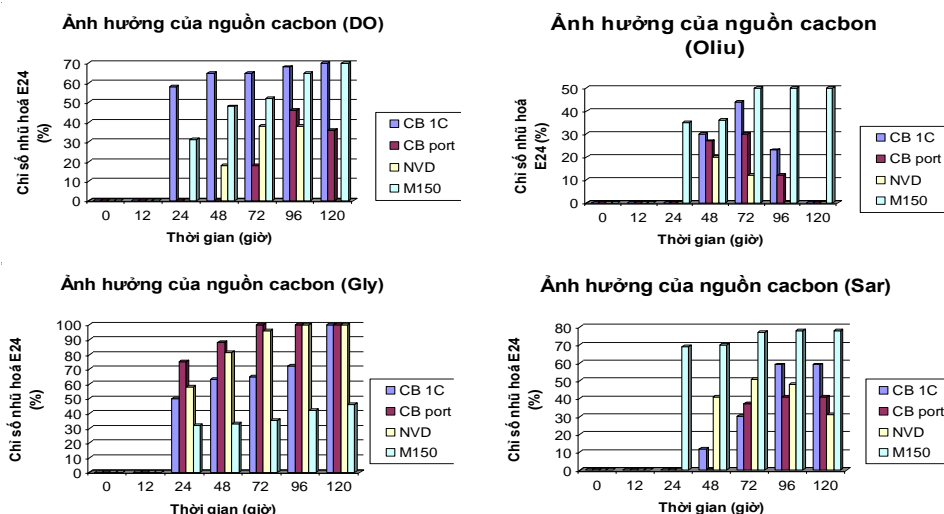 Ảnh hưởng của nguồn cacbon (DO)
Chỉ số nhũ hoá E24
(%)
70
60
50
40
30
20
10
0
0 12 24 48 72 96 120
Thời gian (giờ)
CB 1C
CB port
NVD
M150
Ảnh hưởng của nguồn cacbon
(Oliu)
Chỉ số nhũ hoá
E24 (%)
50
40
30
20
10
0
0 12 24 48 72 96 120
Thời gian (giờ)
CB 1C
CB port
NVD
M150
Ảnh hưởng của nguồn cacbon (Gly)
Chỉ số nhũ hoá E24
(%)
100
90
80
70
60
50
40
30
20
10
0
0 12 24 48 72 96 120
Thời gian (giờ)
CB 1C
CB port
NVD
M150
Ảnh hưởng của nguồn cacbon (Sar)
Chỉ số nhũ hoá E24
(%)
80
70
60
50
40
30
20
10
0
0 12 24 48 72 96 120
Thời gian (giờ)
CB 1C
CB port
NVD
M150